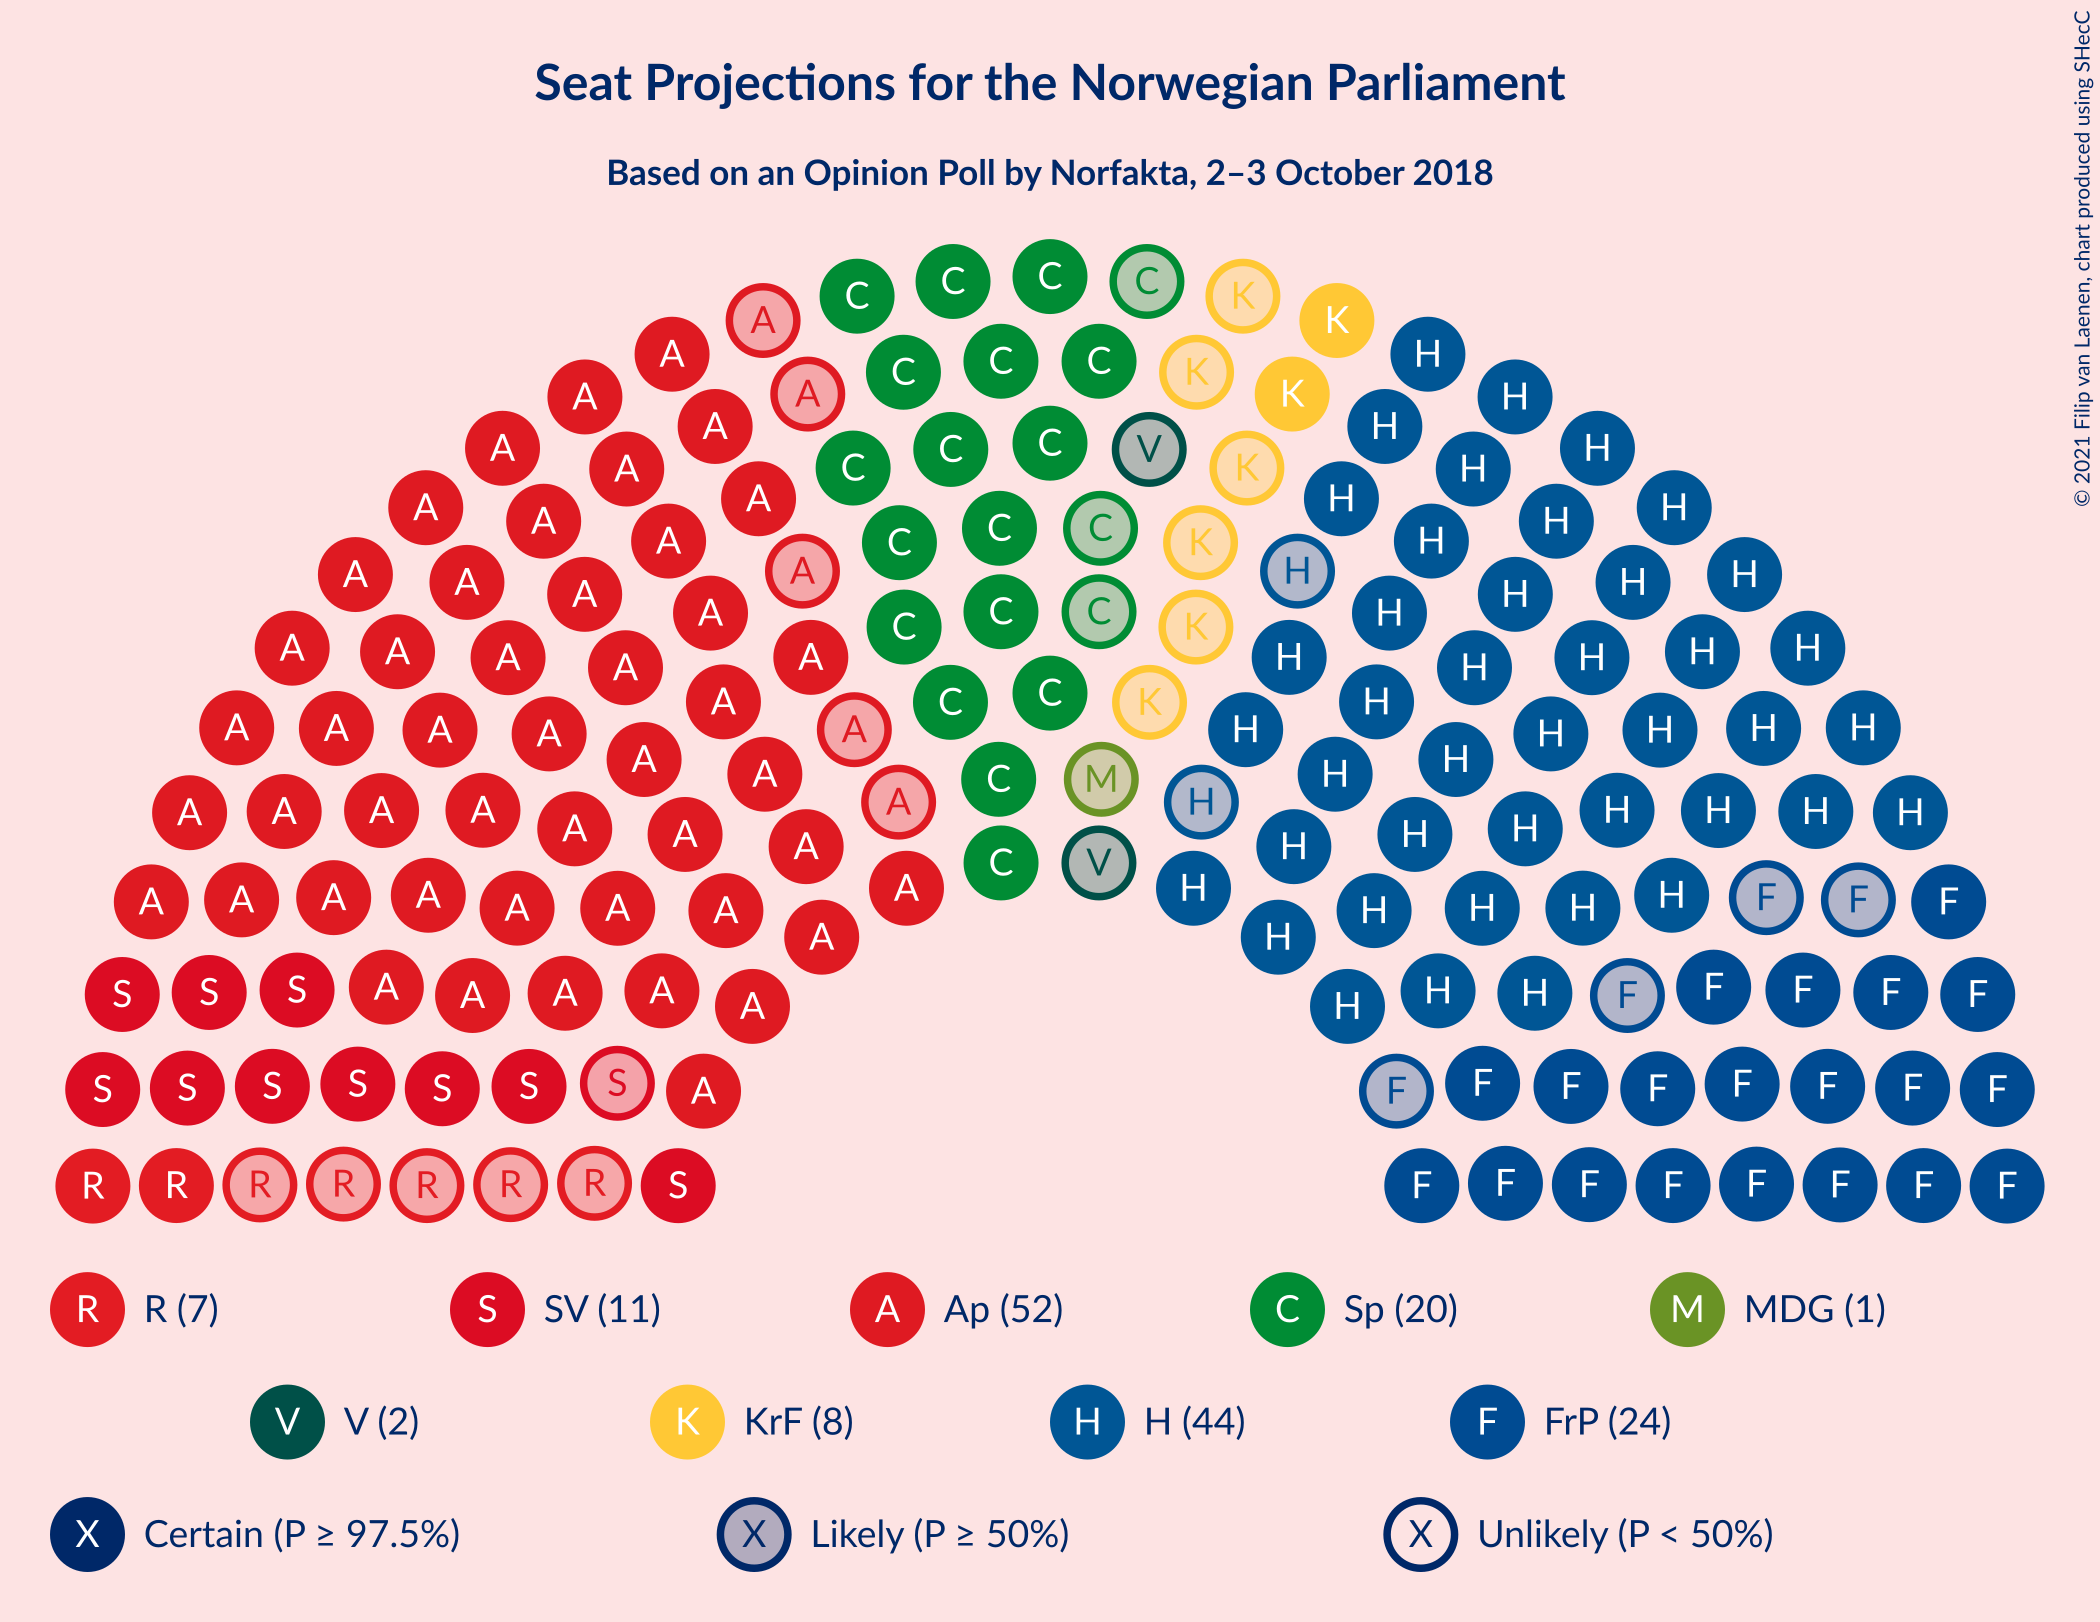 Seat Projections for the Norwegian Parliament
Based on an Opinion Poll by Norfakta, 2–3 October 2018
© 2021 Filip van Laenen, chart produced using SHecC
C C C C K K
A A C C C K K H H
A A A C C C V K H H H
A A A A C C C K H H H H
A A A A A C C C K H H H H H
A A A A A A C C K H H H H H H
A A A A A A A A C M H H H H H H H H
A A A A A A A A C V H H H H H H H H
A A A A A A A A H H H H H F F F
S S S A A A A A H H H F F F F F
S S S S S S S A F F F F F F F F
R R R R R R R S F F F F F F F F
R R (7)
S SV (11)
A Ap (52)
C Sp (20)
M MDG (1)
V V (2)
K KrF (8)
H H (44)
F FrP (24)
X Certain (P ≥ 97.5%)
X Likely (P ≥ 50%)
X Unlikely (P < 50%)